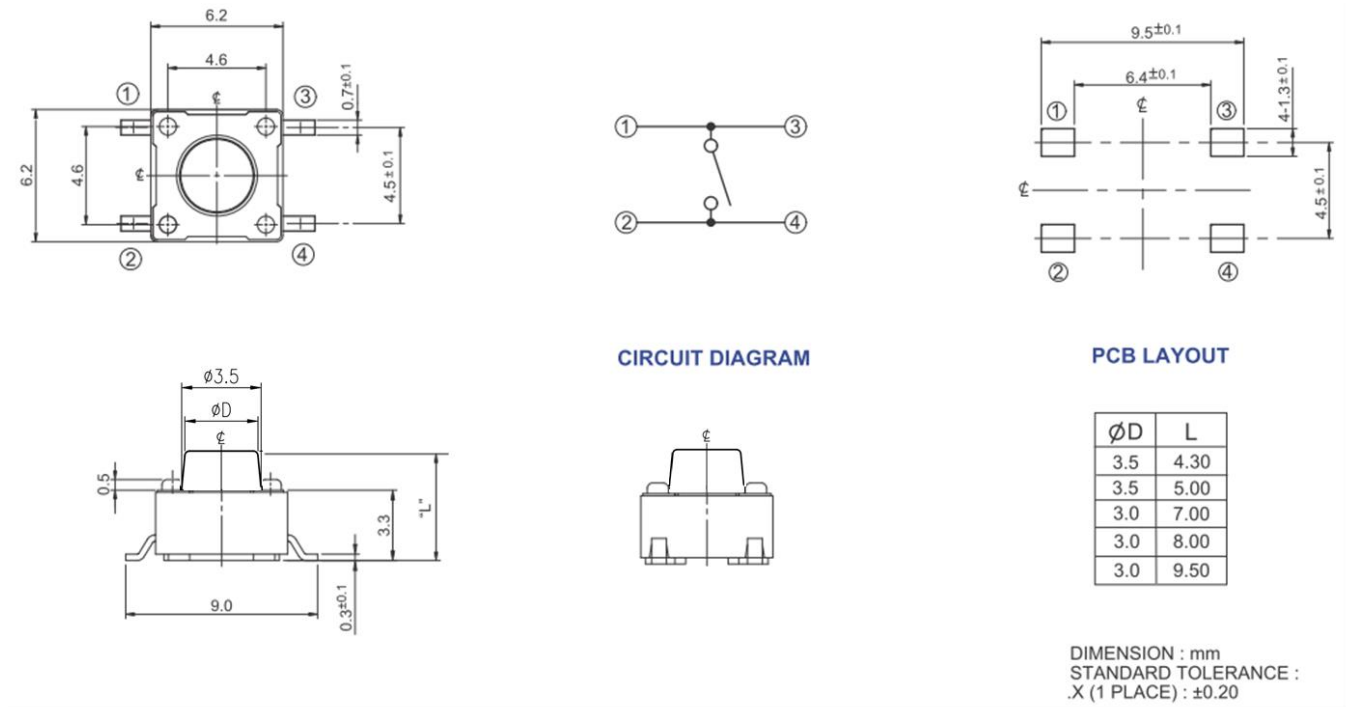 6.2
4.6
① ℄ ③ 0.7±0.1
6.2 4.6 ℄ 4.5±0.1
② ④
① ③
② ④
CIRCUIT DIAGRAM
9.5±0.1
6.4±0.1
4-1.3±0.1
① ℄ ③
℄ 4.5±0.1
② ④
PCB LAYOUT
ø3.5
øD
℄
0.5
"L"
3.3
9.0
0.3±0.1
℄
ØD L
3.5 4.30
3.5 5.00
3.0 7.00
3.0 8.00
3.0 9.50
DIMENSION : mm
STANDARD TOLERANCE :
.X (1 PLACE) : ±0.20